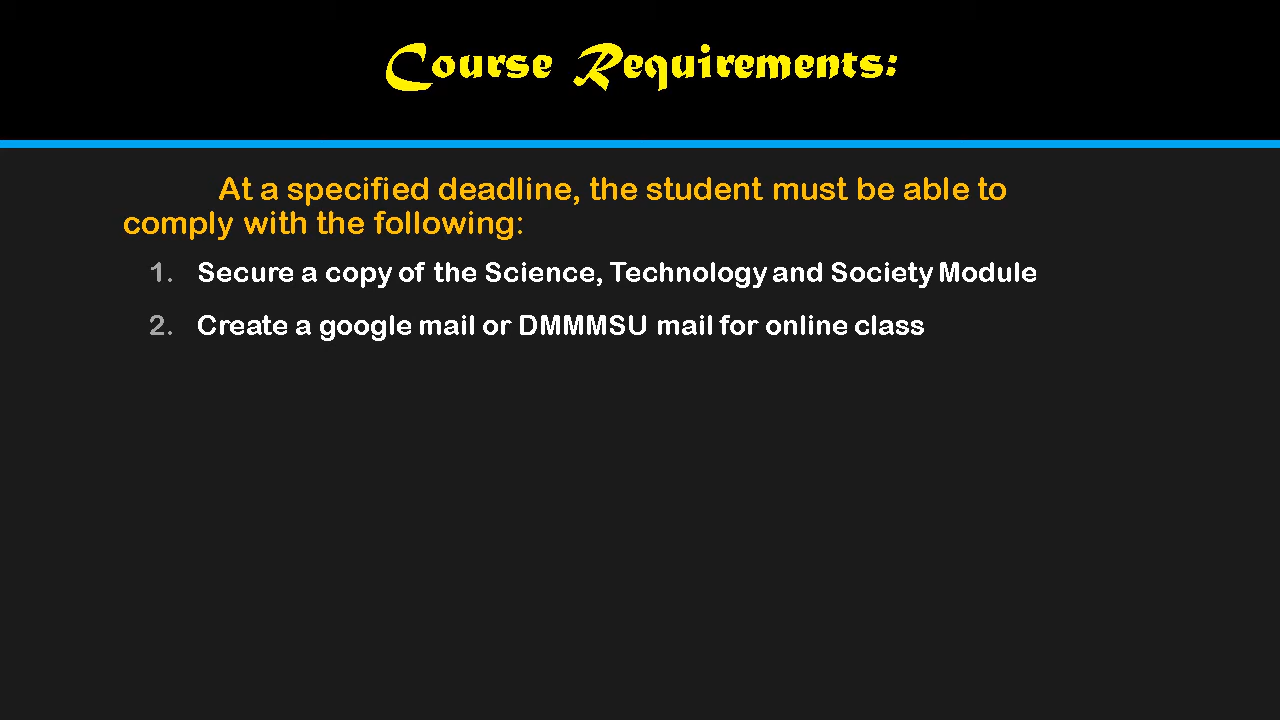 Course Requirements:
At a specified deadline, the student must be able to
comply with the following:
1. Secure a copy of the Science, Technology and Society Module
2. Create a google mail or DMMMSU mail for online class